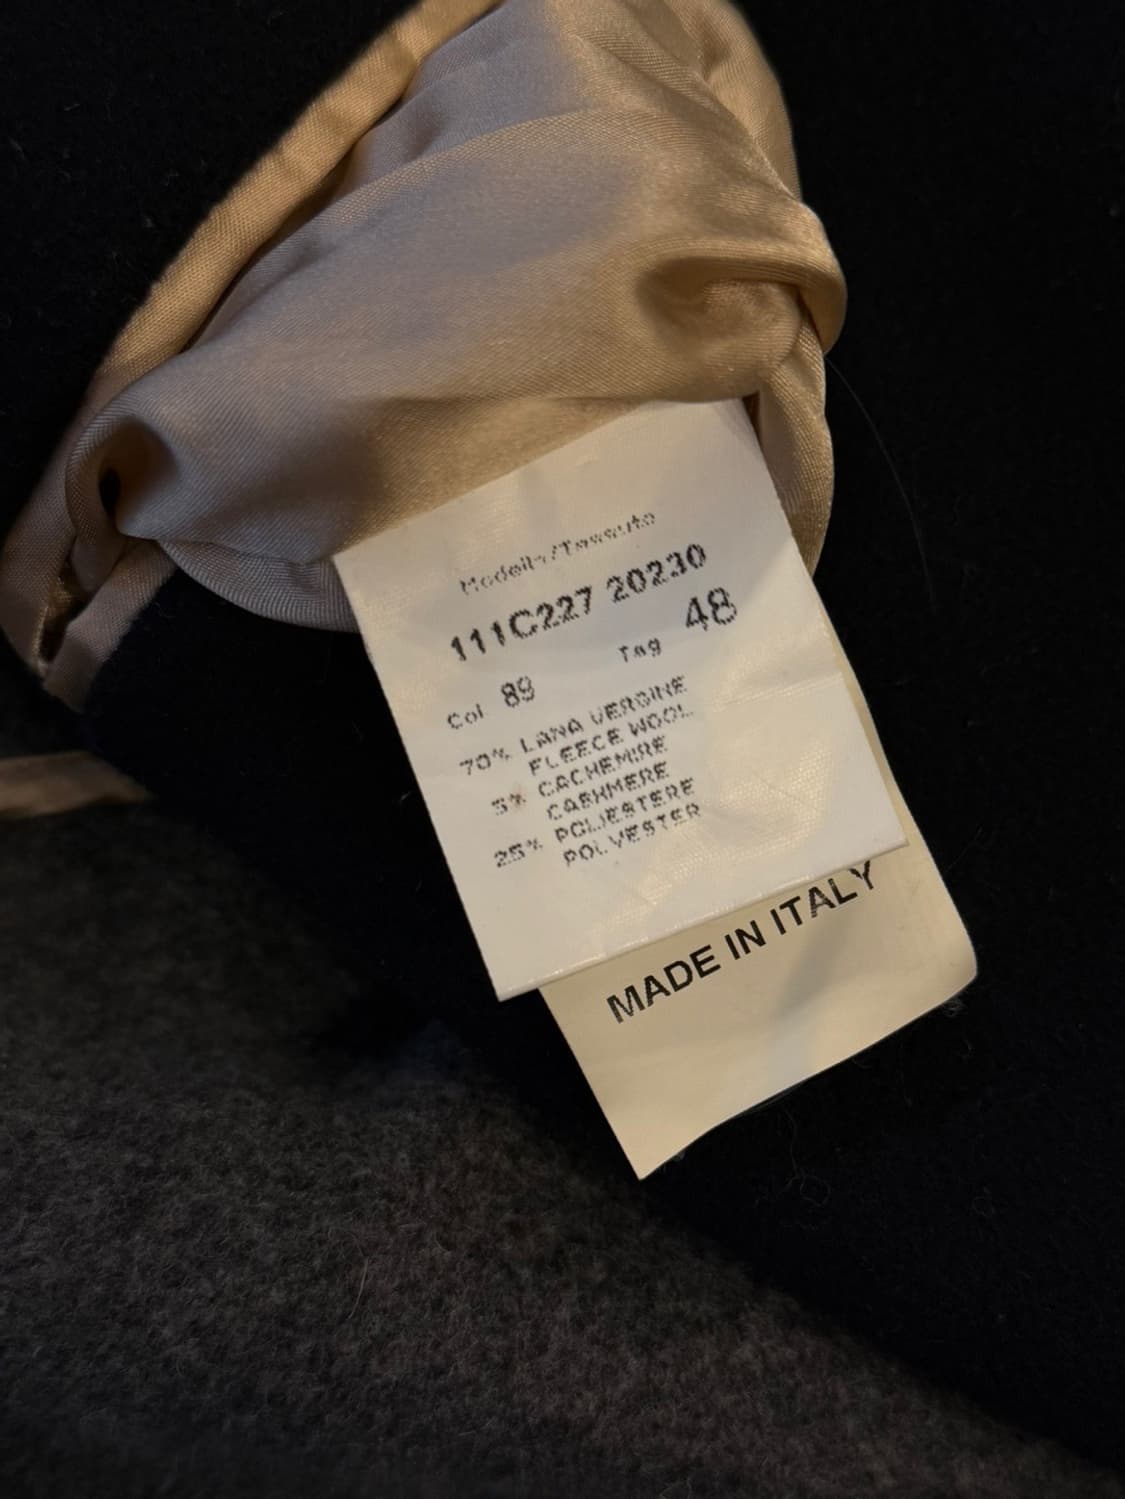 Modello/Tessuto
111C227 20230
Col 89 Tag 48
70% LANA VERGINE
FLEECE WOOL
5% CACHEMIRE
CASHMERE
25% POLIESTERE
POLYESTER
MADE IN ITALY